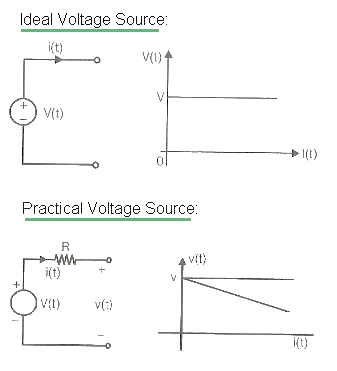 Ideal Voltage Source:
i(t)
V(t)
+
−
V(t)
V
0
I(t)
Practical Voltage Source:
R
i(t)
+
+
V(t)
v(t)
−
−
v(t)
V
i(t)